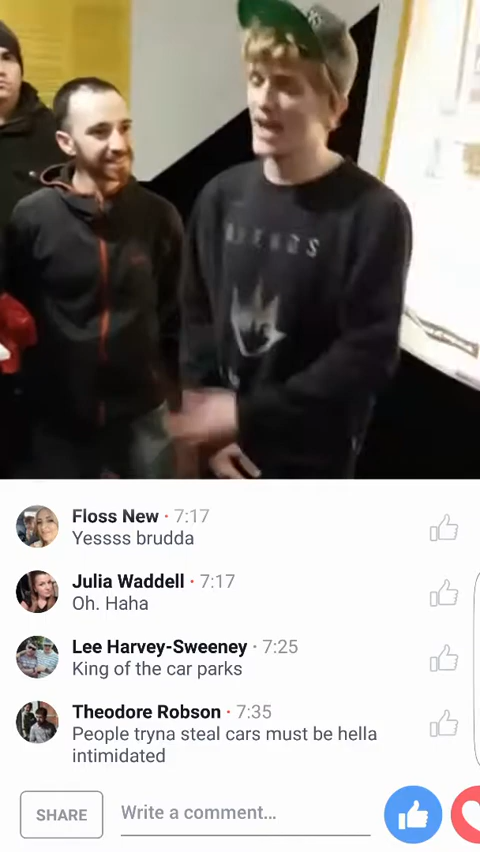 Floss New · 7:17
Yessss brudda
Julia Waddell · 7:17
Oh. Haha
Lee Harvey-Sweeney · 7:25
King of the car parks
Theodore Robson · 7:35
People tryna steal cars must be hella
intimidated
SHARE
Write a comment...